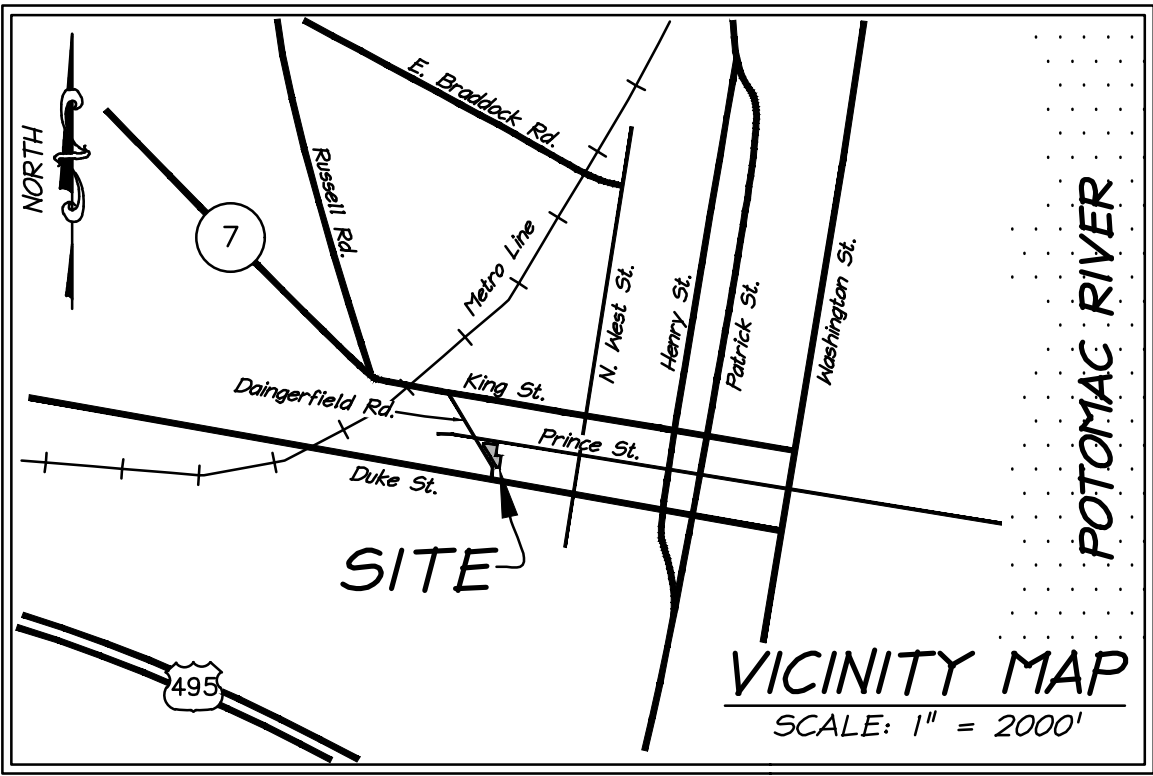 NORTH
7
Russell Rd.
E. Braddock Rd.
Metro Line
N. West St.
Henry St.
Patrick St.
Washington St.
POTOMAC RIVER
Daingerfield Rd.
King St.
Prince St.
Duke St.
SITE
495
VICINITY MAP
SCALE: 1" = 2000'